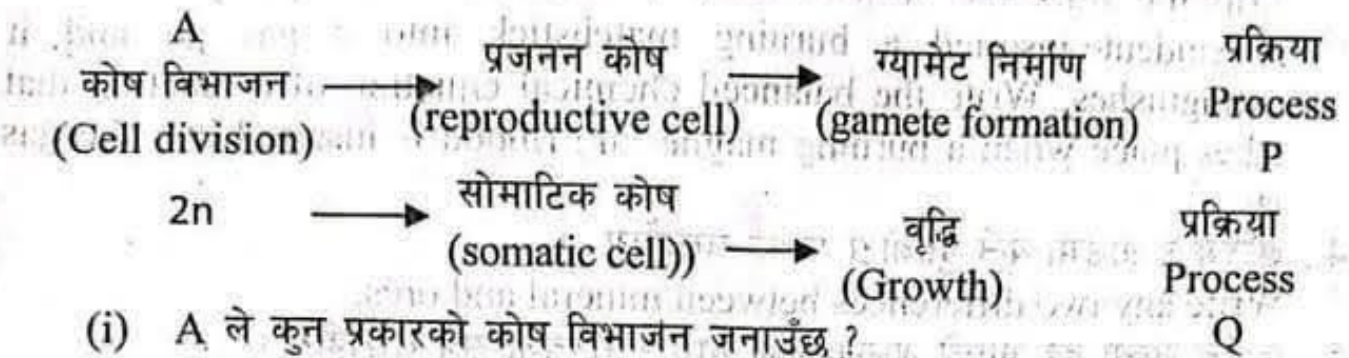 A
कोष विभाजन → प्रजनन कोष → ग्यामेट निर्माण प्रक्रिया
(Cell division) (reproductive cell) (gamete formation) Process
P
2n → सोमाटिक कोष → वृद्धि प्रक्रिया
(somatic cell)) (Growth) Process
(i) A ले कुन प्रकारको कोष विभाजन जनाउँछ ? Q